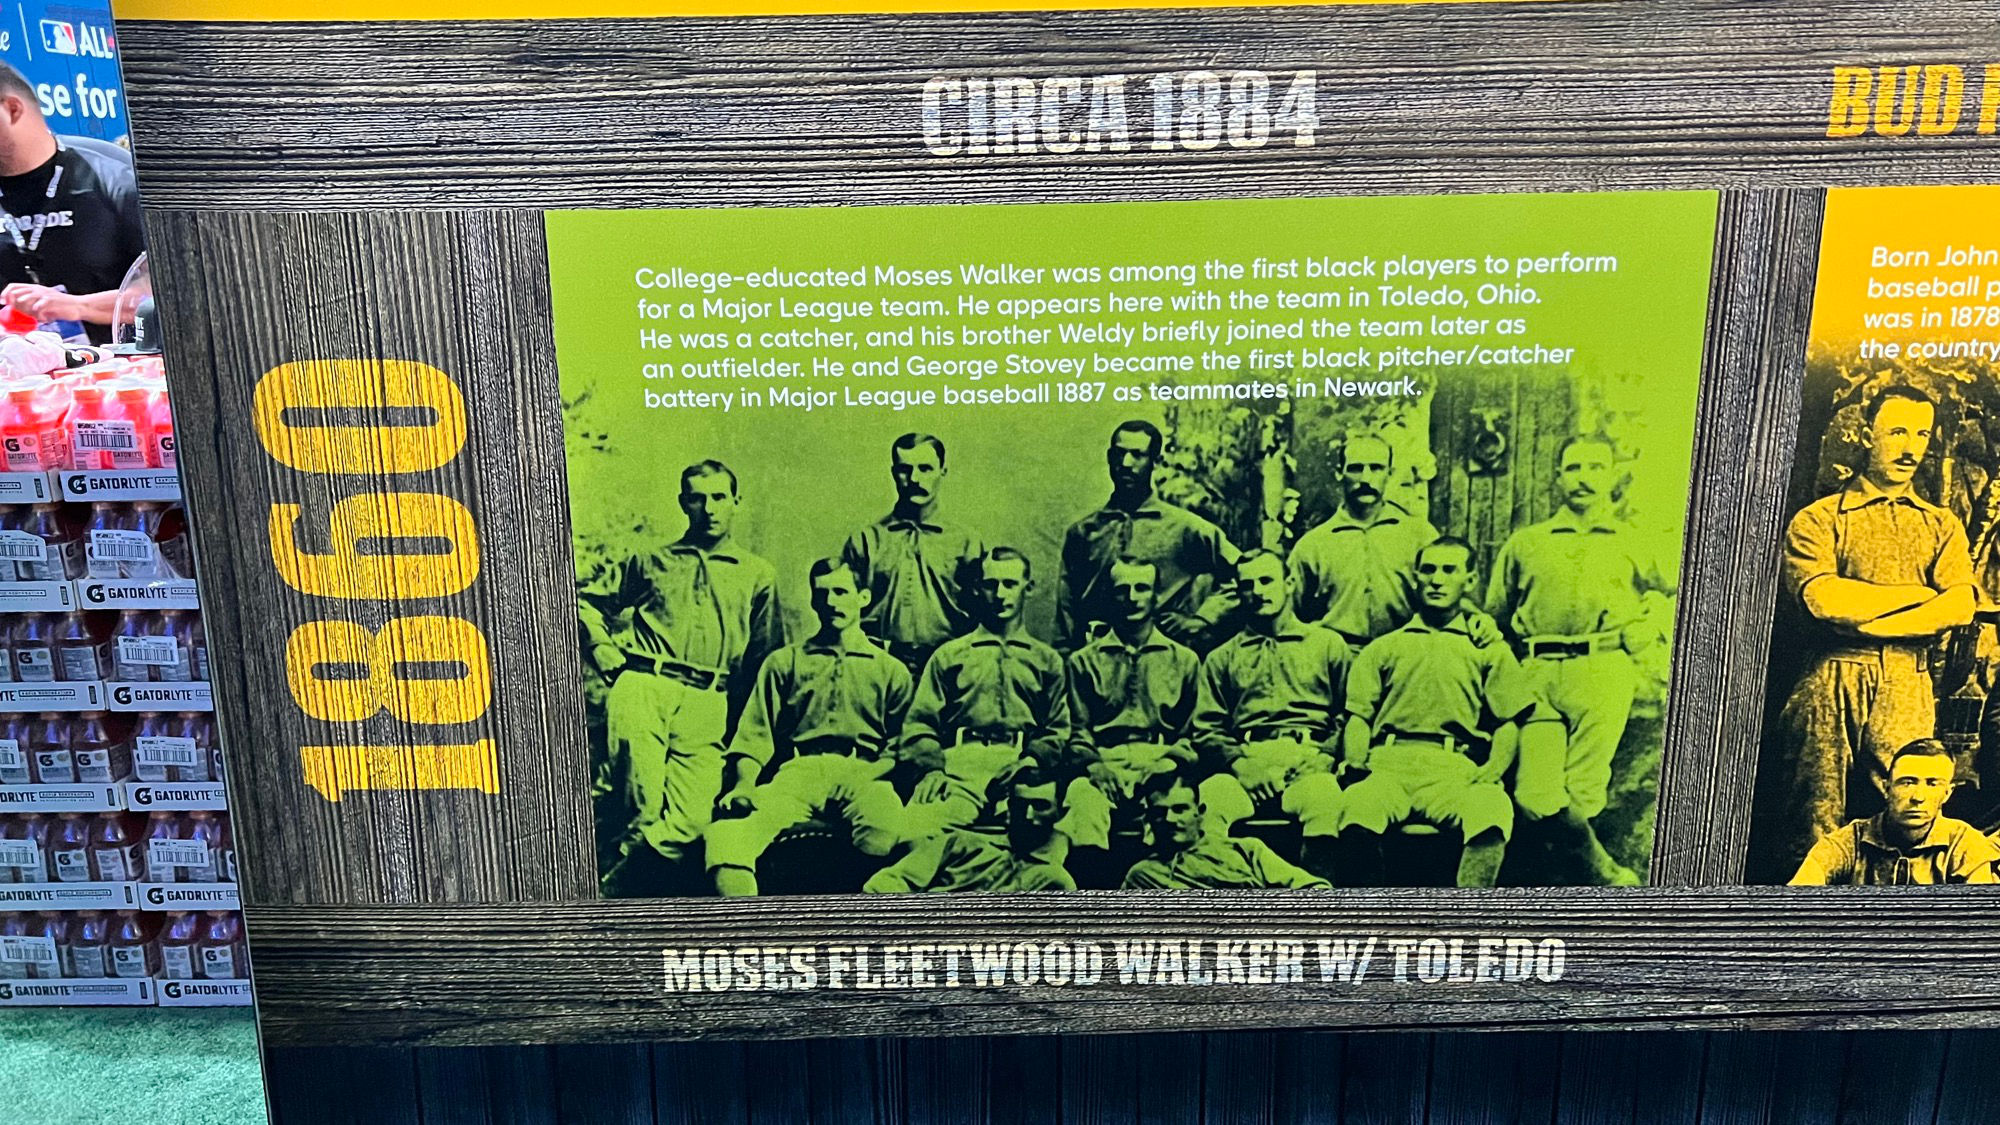 ALL
se for
CIRCA 1884
BUD
1860
College-educated Moses Walker was among the first black players to perform
for a Major League team. He appears here with the team in Toledo, Ohio.
He was a catcher, and his brother Weldy briefly joined the team later as
an outfielder. He and George Stovey became the first black pitcher/catcher
battery in Major League baseball 1887 as teammates in Newark.
Born John
baseball p
was in 1878
the country
MOSES FLEETWOOD WALKER W/ TOLEDO
GATORLYTE
GATORLYTE
GATORLYTE
GATORLYTE
GATORLYTE
GATORLYTE
GATORLYTE